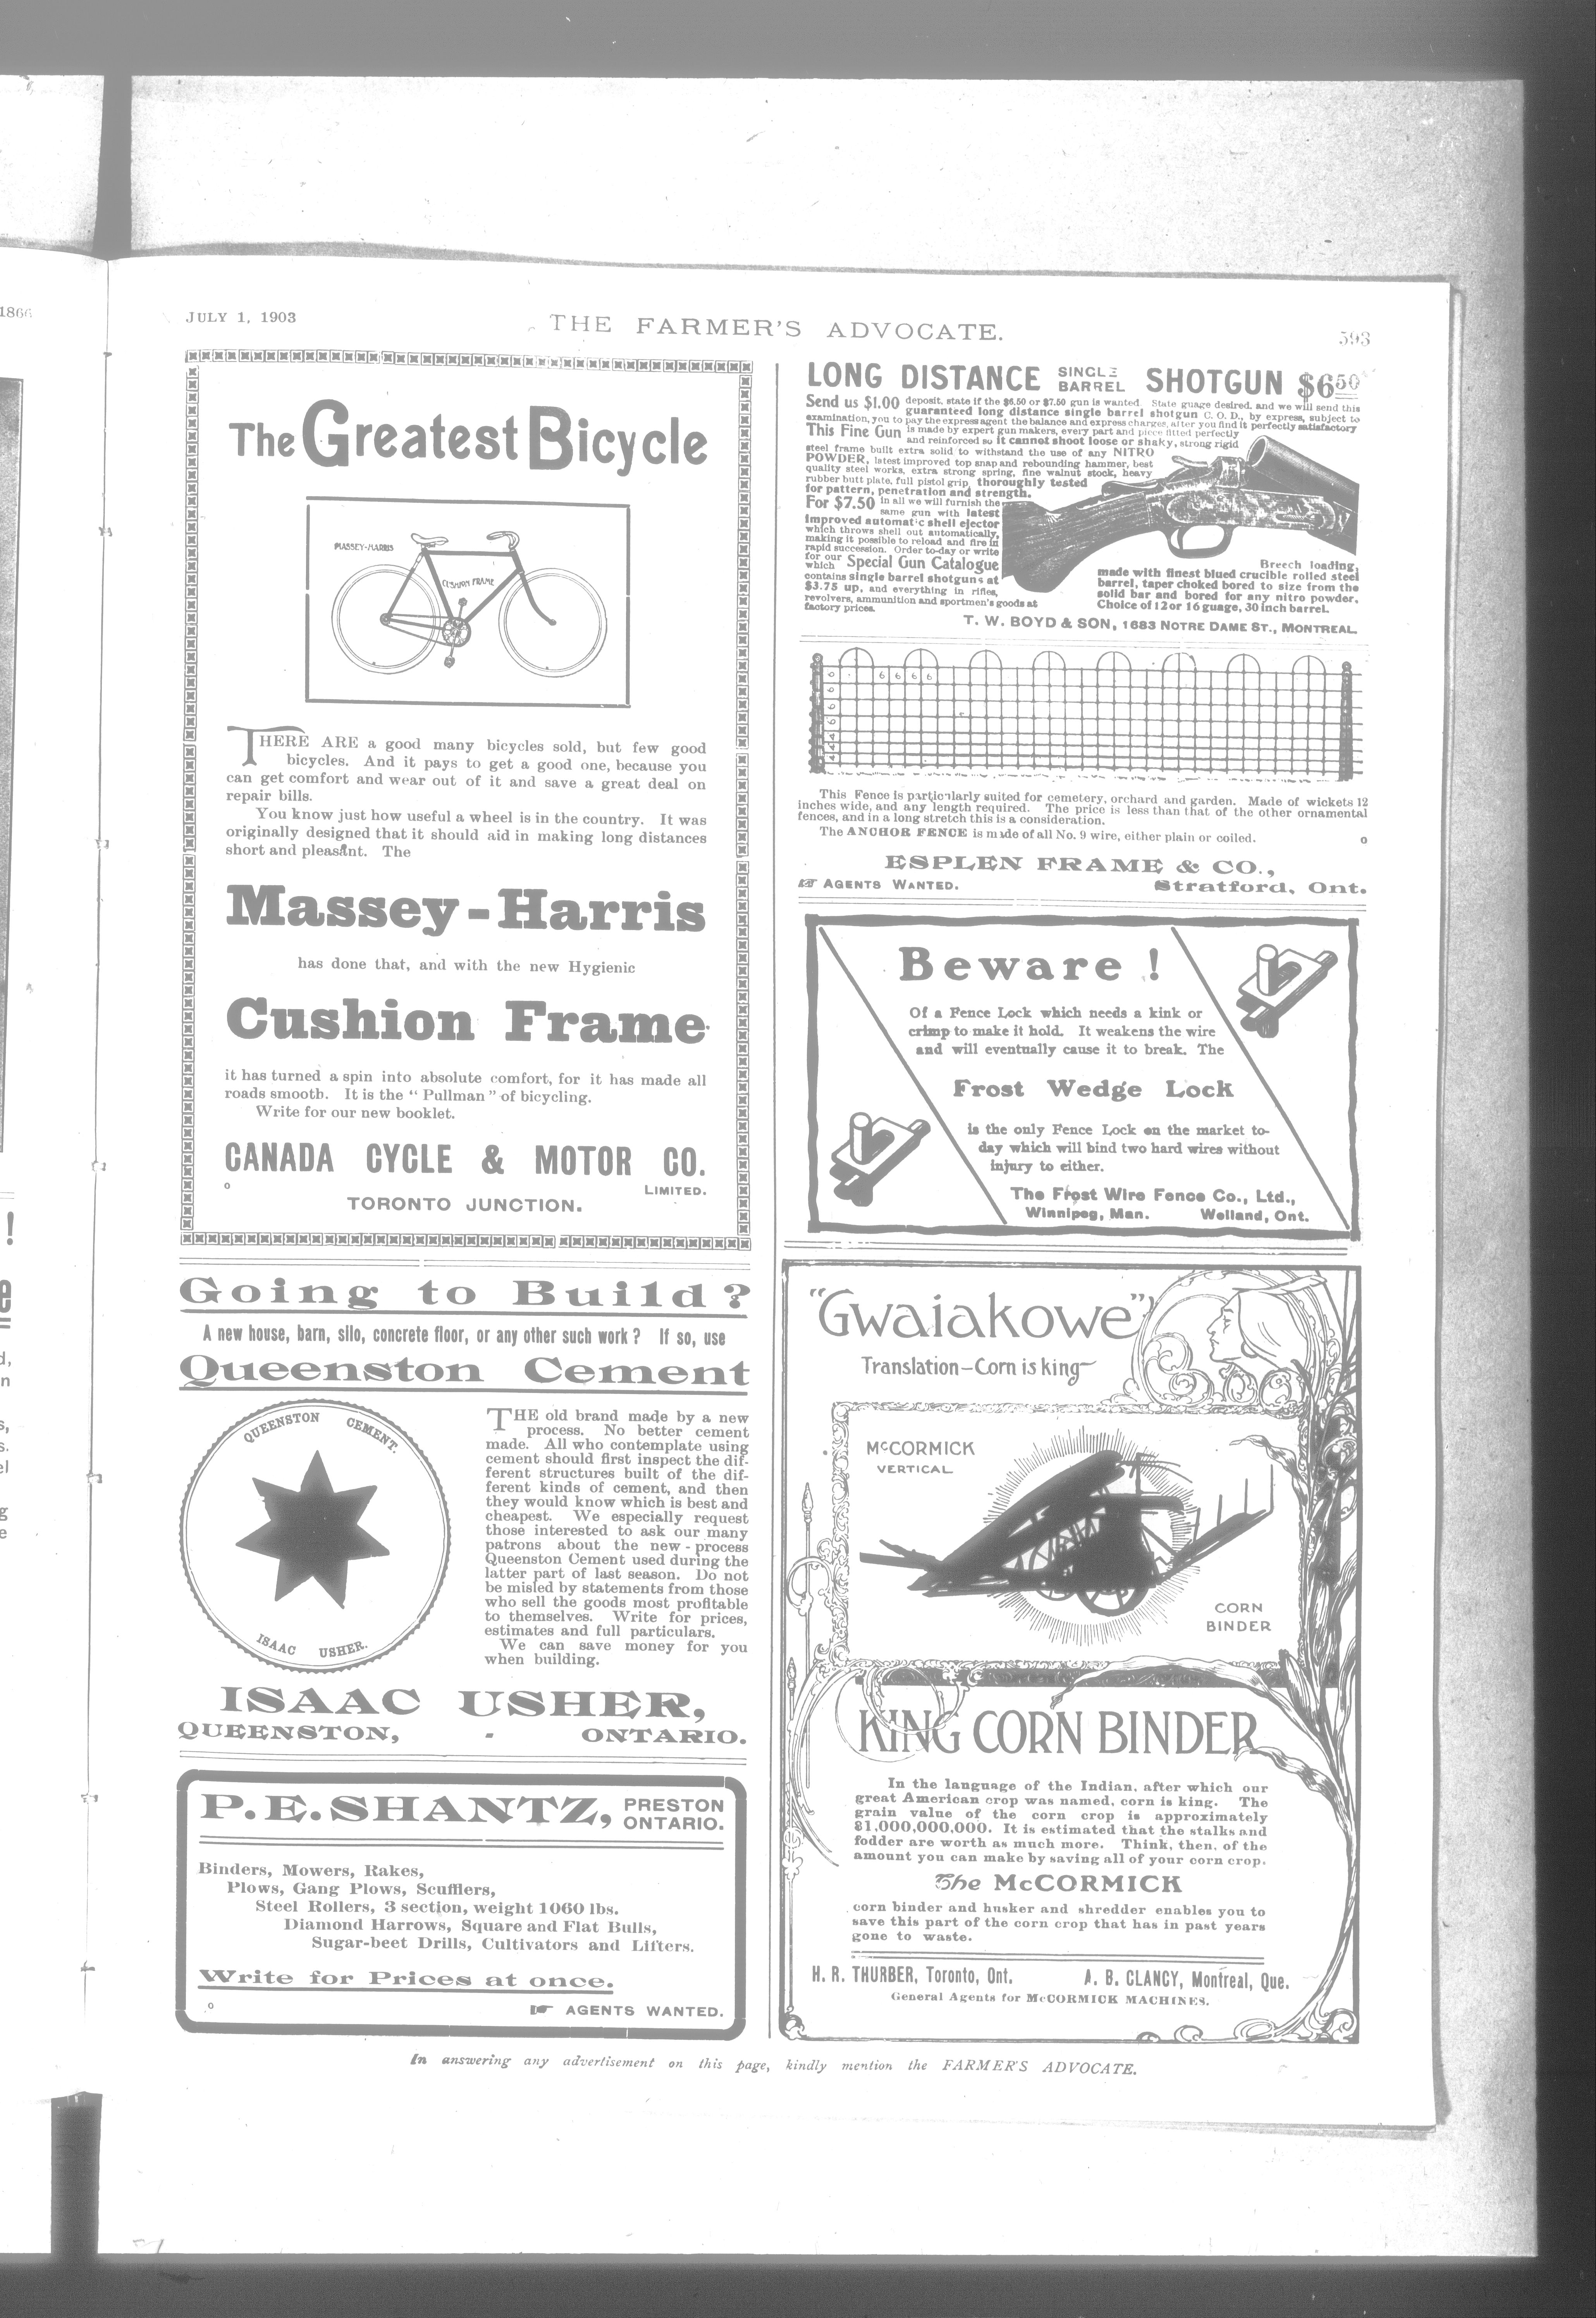 1866
JULY 1, 1903
THE FARMER'S ADVOCATE.
593
The Greatest Bicycle
MASSEY-HARRIS
CUSHION FRAME
THERE ARE a good many bicycles sold, but few good
bicycles. And it pays to get a good one, because you
can get comfort and wear out of it and save a great deal on
repair bills.
You know just how useful a wheel is in the country. It was
originally designed that it should aid in making long distances
short and pleasant. The
Massey-Harris
has done that, and with the new Hygienic
Cushion Frame
it has turned a spin into absolute comfort, for it has made all
roads smooth. It is the "Pullman" of bicycling.
Write for our new booklet.
CANADA CYCLE & MOTOR CO.
o
LIMITED.
TORONTO JUNCTION.
Going to Build?
A new house, barn, silo, concrete floor, or any other such work? If so, use
Queenston Cement
QUEENSTON CEMENT.
ISAAC USHER.
THE old brand made by a new
process. No better cement
made. All who contemplate using
cement should first inspect the dif-
ferent structures built of the dif-
ferent kinds of cement, and then
they would know which is best and
cheapest. We especially request
those interested to ask our many
patrons about the new-process
Queenston Cement used during the
latter part of last season. Do not
be misled by statements from those
who sell the goods most profitable
to themselves. Write for prices,
estimates and full particulars.
We can save money for you
when building.
ISAAC USHER,
QUEENSTON, - ONTARIO.
P.E. SHANTZ, PRESTON
ONTARIO.
Binders, Mowers, Rakes,
Plows, Gang Plows, Scufflers,
Steel Rollers, 3 section, weight 1060 lbs.
Diamond Harrows, Square and Flat Bulls,
Sugar-beet Drills, Cultivators and Lifters.
Write for Prices at once.
o
☞ AGENTS WANTED.
LONG DISTANCE SINGLE BARREL SHOTGUN $6.50
Send us $1.00 deposit, state if the $6.50 or $7.50 gun is wanted. State guage desired, and we will send this
guaranteed long distance single barrel shotgun C. O. D., by express, subject to
examination, you to pay the express agent the balance and express charges, after you find it perfectly satisfactory
This Fine Gun is made by expert gun makers, every part and piece fitted perfectly
and reinforced so it cannot shoot loose or shaky, strong rigid
steel frame built extra solid to withstand the use of any NITRO
POWDER, latest improved top snap and rebounding hammer, best
quality steel works, extra strong spring, fine walnut stock, heavy
rubber butt plate, full pistol grip, thoroughly tested
for pattern, penetration and strength.
For $7.50 in all we will furnish the
same gun with latest
improved automatic shell ejector
which throws shell out automatically,
making it possible to reload and fire in
rapid succession. Order to-day or write
for our Special Gun Catalogue
which
contains single barrel shotguns at
$3.75 up, and everything in rifles,
revolvers, ammunition and sportmen's goods at
factory prices.
Breech loading,
made with finest blued crucible rolled steel
barrel, taper choked bored to size from the
solid bar and bored for any nitro powder.
Choice of 12 or 16 guage, 30 inch barrel.
T. W. BOYD & SON, 1683 NOTRE DAME ST., MONTREAL.
6 6 6 6
This Fence is particularly suited for cemetery, orchard and garden. Made of wickets 12
inches wide, and any length required. The price is less than that of the other ornamental
fences, and in a long stretch this is a consideration.
The ANCHOR FENCE is made of all No. 9 wire, either plain or coiled. o
ESPLEN FRAME & CO.,
☞ AGENTS WANTED. Stratford, Ont.
Beware!
Of a Fence Lock which needs a kink or
crimp to make it hold. It weakens the wire
and will eventually cause it to break. The
Frost Wedge Lock
is the only Fence Lock on the market to-
day which will bind two hard wires without
injury to either.
The Frost Wire Fence Co., Ltd.,
Winnipeg, Man. Welland, Ont.
"Gwaiakowe"
Translation—Corn is king—
McCORMICK
VERTICAL
CORN
BINDER
KING CORN BINDER
In the language of the Indian, after which our
great American crop was named, corn is king. The
grain value of the corn crop is approximately
$1,000,000,000. It is estimated that the stalks and
fodder are worth as much more. Think, then, of the
amount you can make by saving all of your corn crop.
The McCORMICK
corn binder and husker and shredder enables you to
save this part of the corn crop that has in past years
gone to waste.
H. R. THURBER, Toronto, Ont. A. B. CLANCY, Montreal, Que.
General Agents for McCORMICK MACHINES.
In answering any advertisement on this page, kindly mention the FARMER'S ADVOCATE.